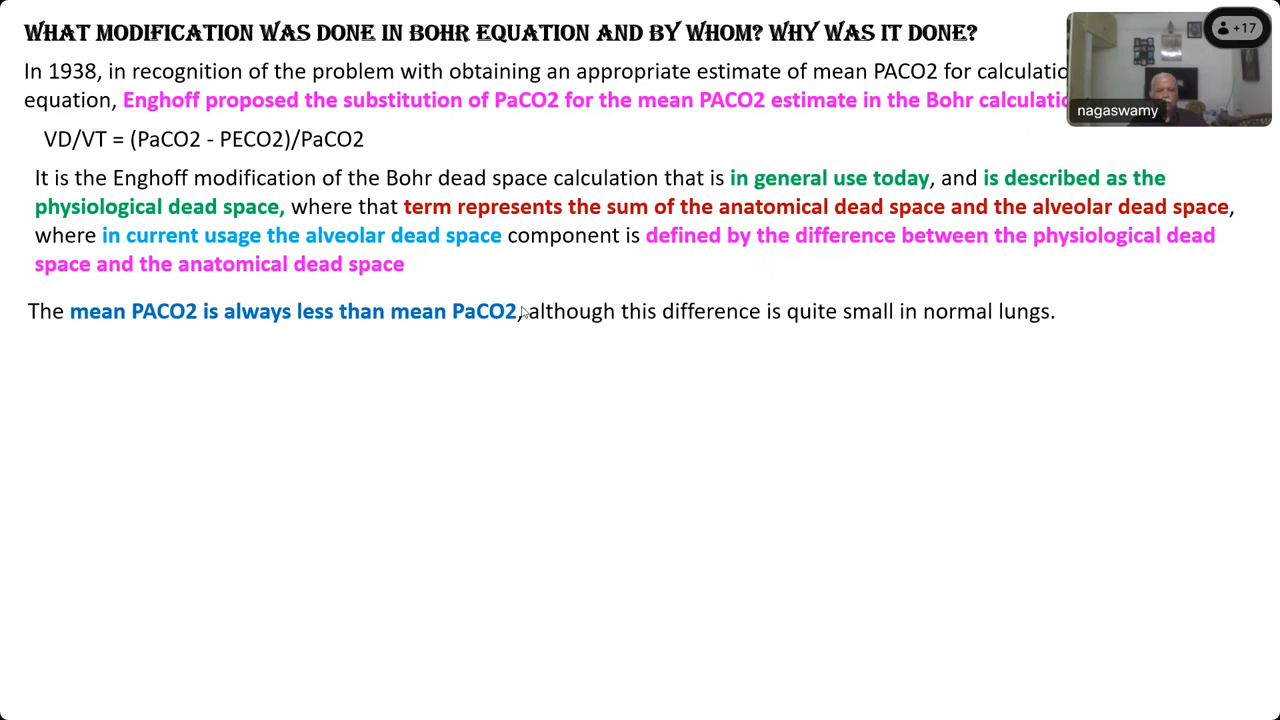 WHAT MODIFICATION WAS DONE IN BOHR EQUATION AND BY WHOM? WHY WAS IT DONE?
+17
In 1938, in recognition of the problem with obtaining an appropriate estimate of mean PACO2 for calculatio
equation, Enghoff proposed the substitution of PaCO2 for the mean PACO2 estimate in the Bohr calculatio
nagaswamy
VD/VT = (PaCO2 - PECO2)/PaCO2
It is the Enghoff modification of the Bohr dead space calculation that is in general use today, and is described as the
physiological dead space, where that term represents the sum of the anatomical dead space and the alveolar dead space,
where in current usage the alveolar dead space component is defined by the difference between the physiological dead
space and the anatomical dead space
The mean PACO2 is always less than mean PaCO2, although this difference is quite small in normal lungs.